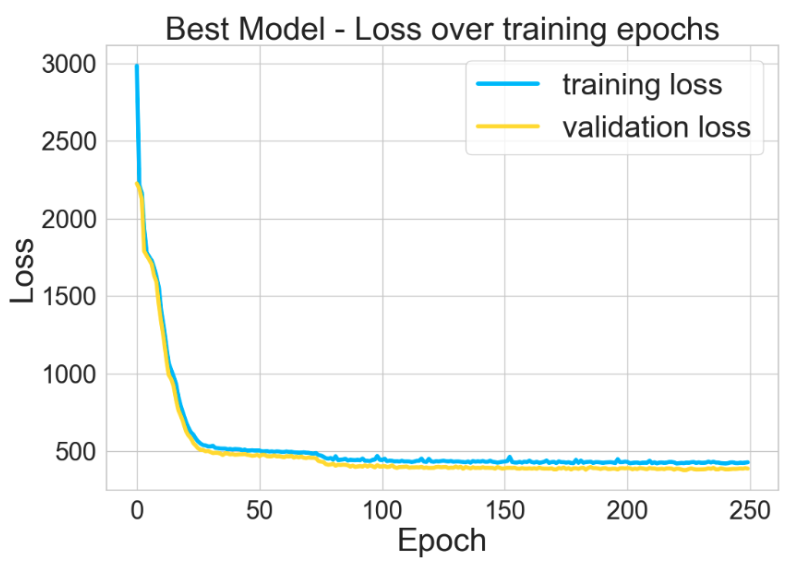 Best Model - Loss over training epochs
3000
2500
2000
1500
1000
500
Loss
training loss
validation loss
0 50 100 150 200 250
Epoch